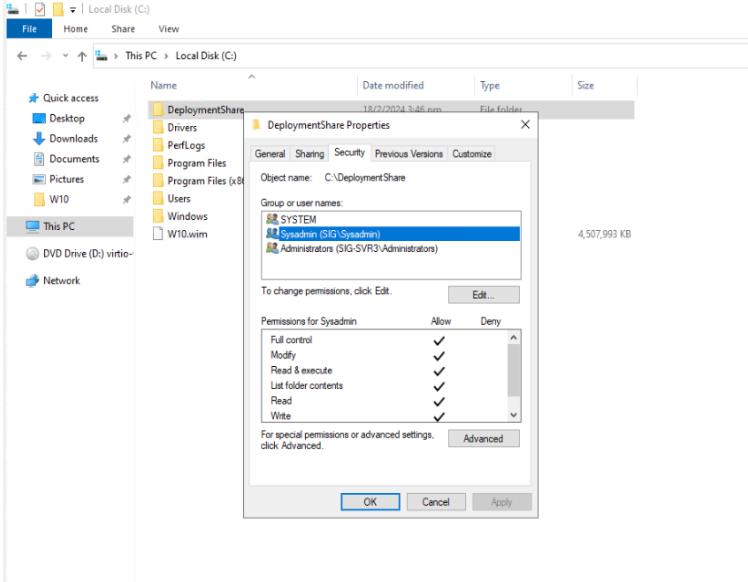 Local Disk (C:)
File Home Share View
This PC > Local Disk (C:)
Name Date modified Type Size
Quick access
Desktop
Downloads
Documents
Pictures
W10
This PC
DVD Drive (D:) virtio-
Network
DeploymentShare 18/2/2024 3:46 pm File folder
Drivers
PerfLogs
Program Files
Program Files (x86
Users
Windows
W10.wim 4,507,993 KB
DeploymentShare Properties
General Sharing Security Previous Versions Customize
Object name: C:\DeploymentShare
Group or user names:
SYSTEM
Sysadmin (SIG\Sysadmin)
Administrators (SIG-SVR3\Administrators)
To change permissions, click Edit.
Edit...
Permissions for Sysadmin Allow Deny
Full control
Modify
Read & execute
List folder contents
Read
Write
For special permissions or advanced settings,
click Advanced.
Advanced
OK Cancel Apply